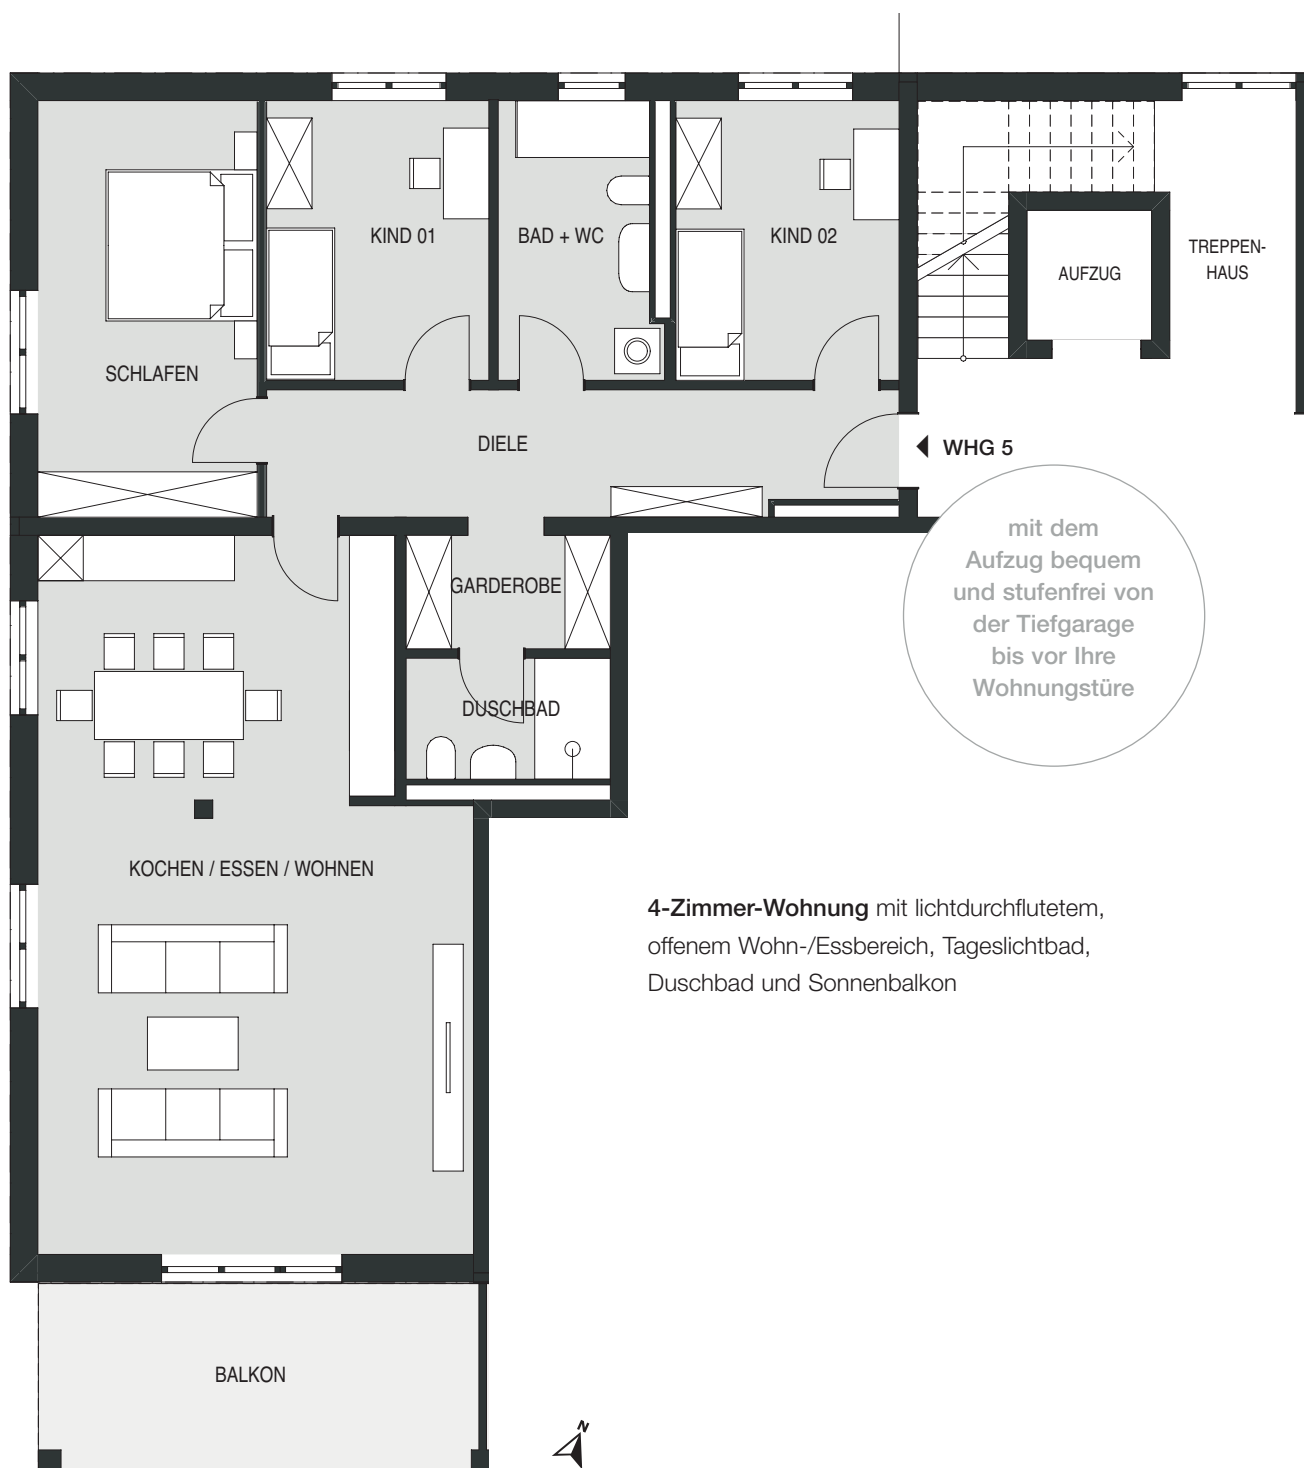 KIND 01
BAD + WC
KIND 02
TREPPEN-
HAUS
AUFZUG
SCHLAFEN
DIELE
WHG 5
mit dem
Aufzug bequem
und stufenfrei von
der Tiefgarage
bis vor Ihre
Wohnungstüre
GARDEROBE
DUSCHBAD
KOCHEN / ESSEN / WOHNEN
4-Zimmer-Wohnung mit lichtdurchflutetem,
offenem Wohn-/Essbereich, Tageslichtbad,
Duschbad und Sonnenbalkon
BALKON
N